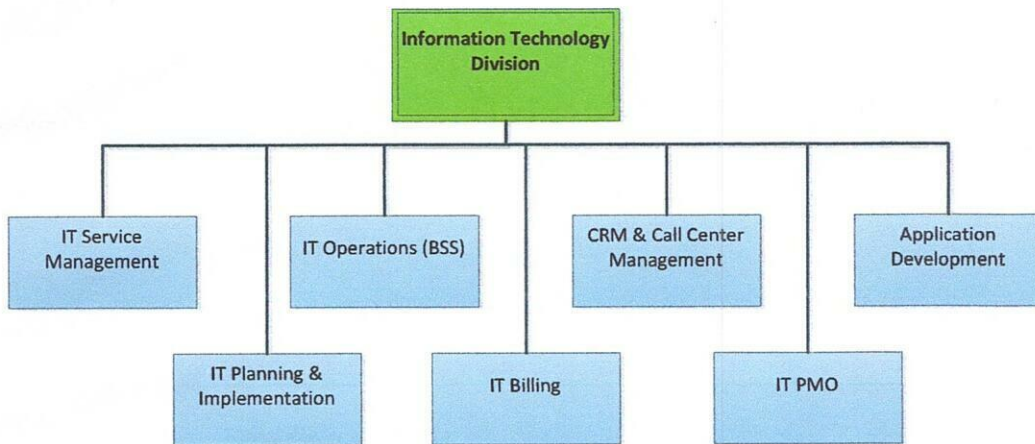 Information Technology
Division
IT Service
Management
IT Operations (BSS)
CRM & Call Center
Management
Application
Development
IT Planning &
Implementation
IT Billing
IT PMO